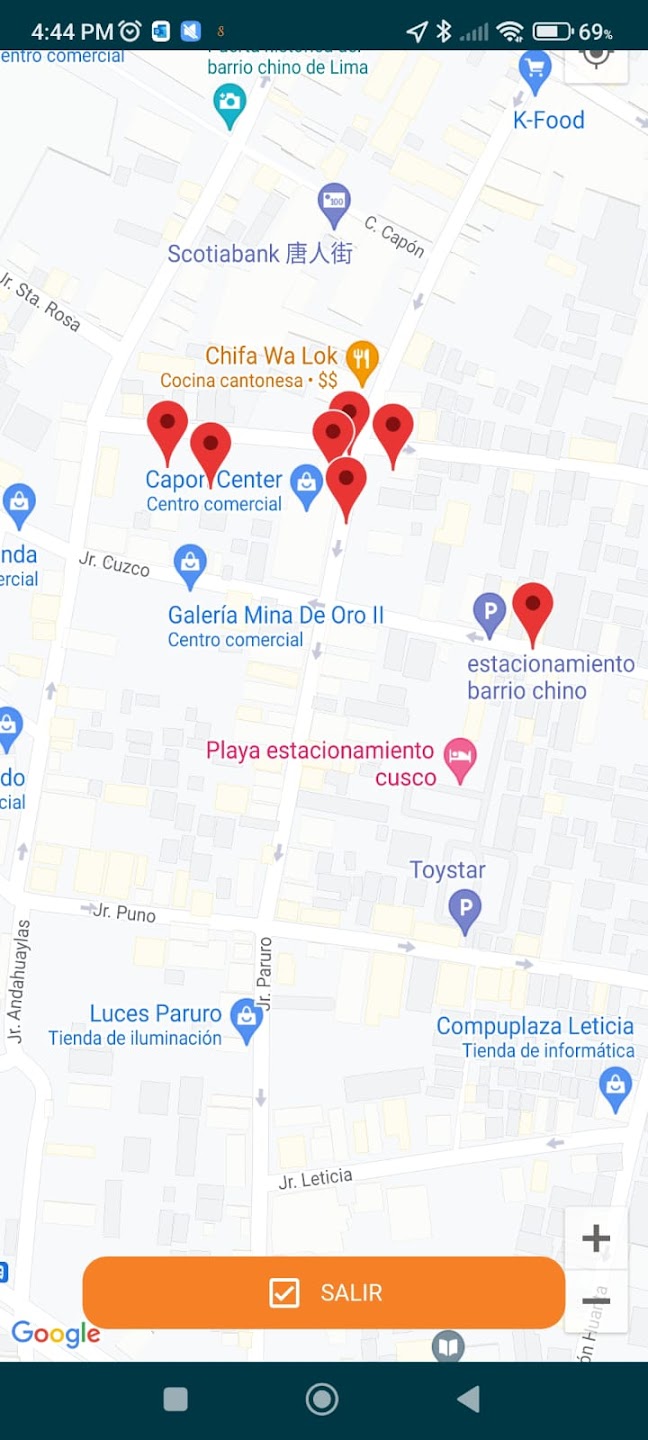 4:44 PM
8
69%
entro comercial
barrio chino de Lima
K-Food
100
C. Capón
Scotiabank 唐人街
Jr. Sta. Rosa
Chifa Wa Lok
Cocina cantonesa • $$
Capon Center
Centro comercial
nda
ercial
Jr. Cuzco
Galería Mina De Oro II
Centro comercial
P
estacionamiento
barrio chino
do
cial
Playa estacionamiento
cusco
Toystar
P
Jr. Puno
Jr. Andahuaylas
Jr. Paruro
Luces Paruro
Tienda de iluminación
Compuplaza Leticia
Tienda de informática
Jr. Leticia
+
SALIR
−
ón Huanta
Google